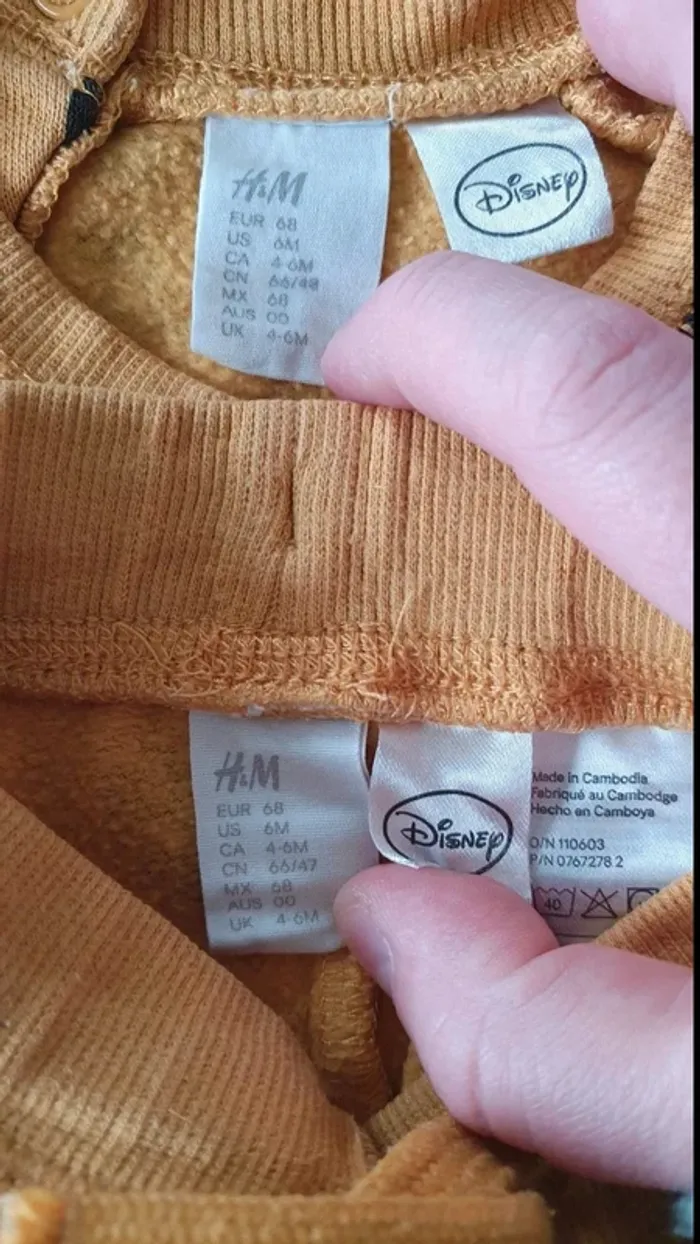 H&M
EUR 68
US 6M
CA 4-6M
CN 66/48
MX 68
AUS 00
UK 4-6M
Disney
H&M
EUR 68
US 6M
CA 4-6M
CN 66/47
MX 68
AUS 00
UK 4-6M
Disney
Made in Cambodia
Fabriqué au Cambodge
Hecho en Camboya
O/N 110603
P/N 0767278 2
40